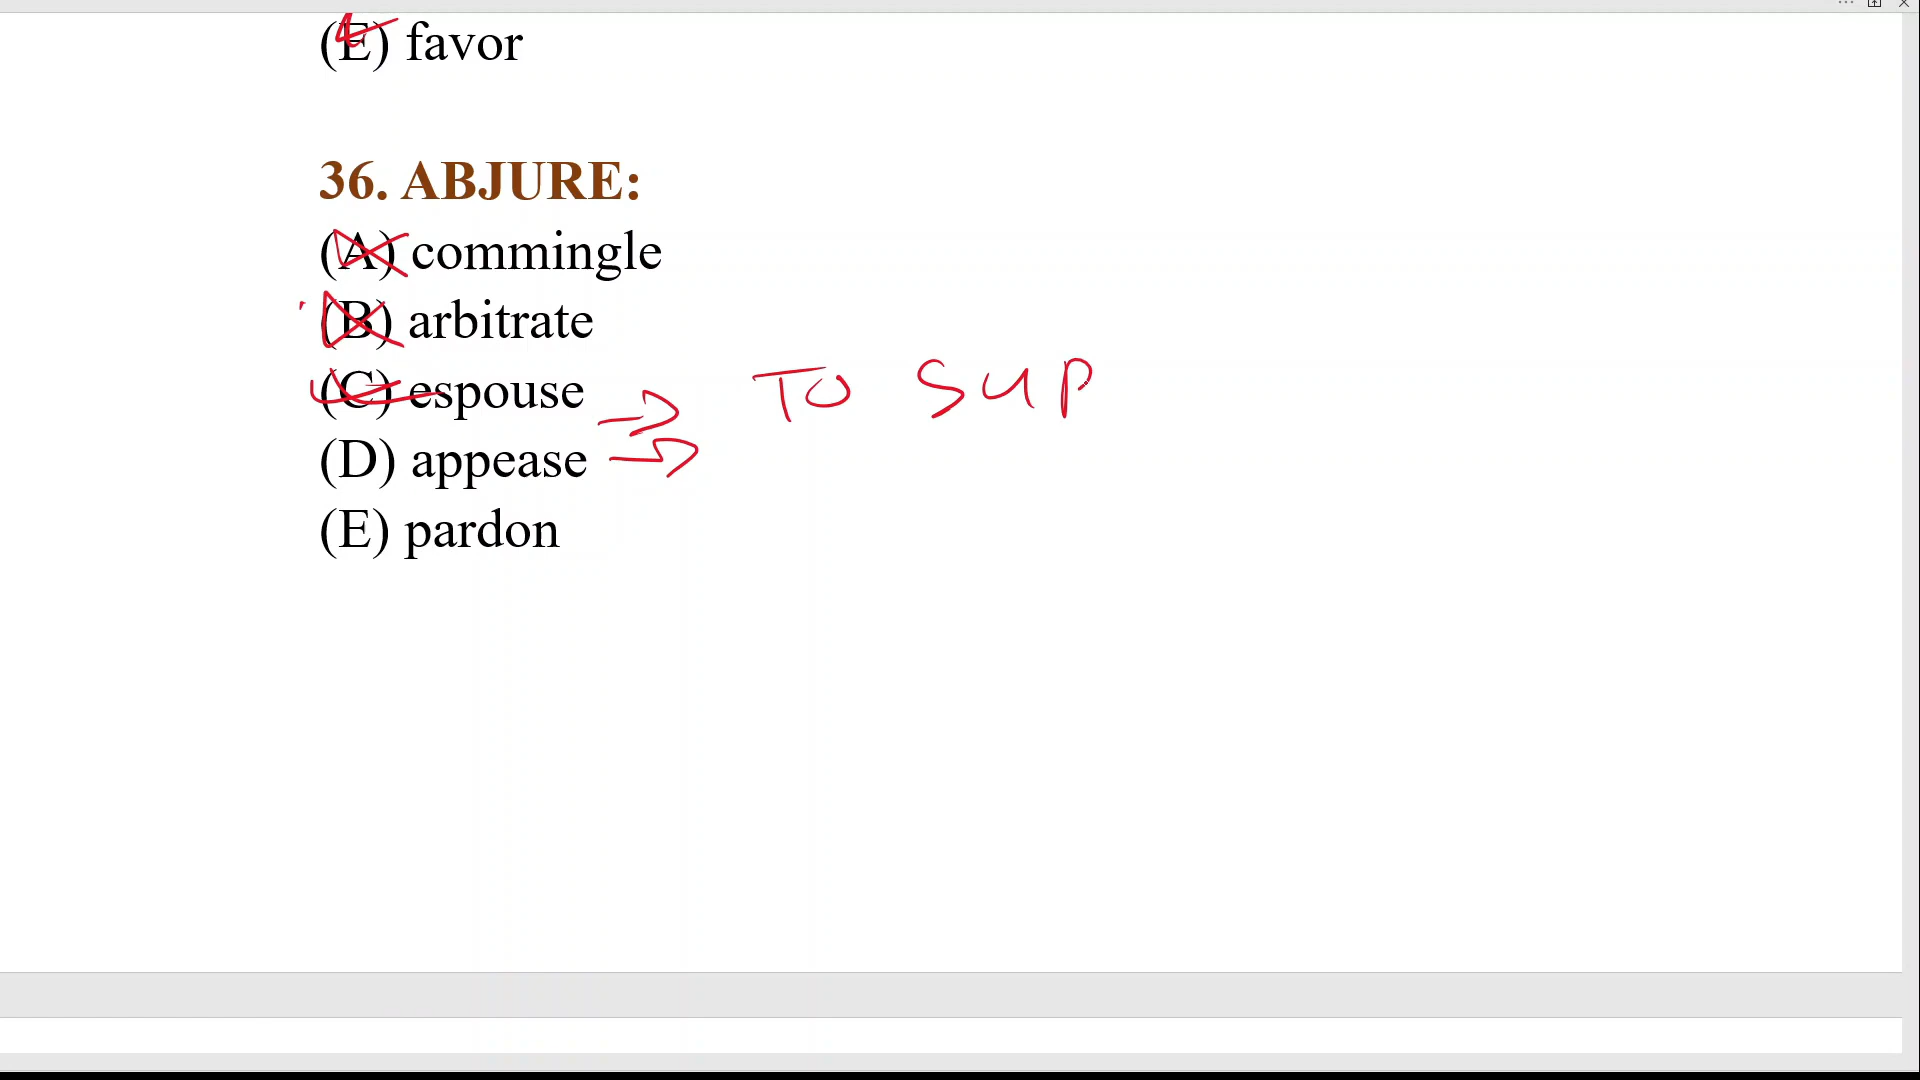 (E) favor
36. ABJURE:
(A) commingle
(B) arbitrate
(C) espouse
TO SUP
(D) appease
(E) pardon